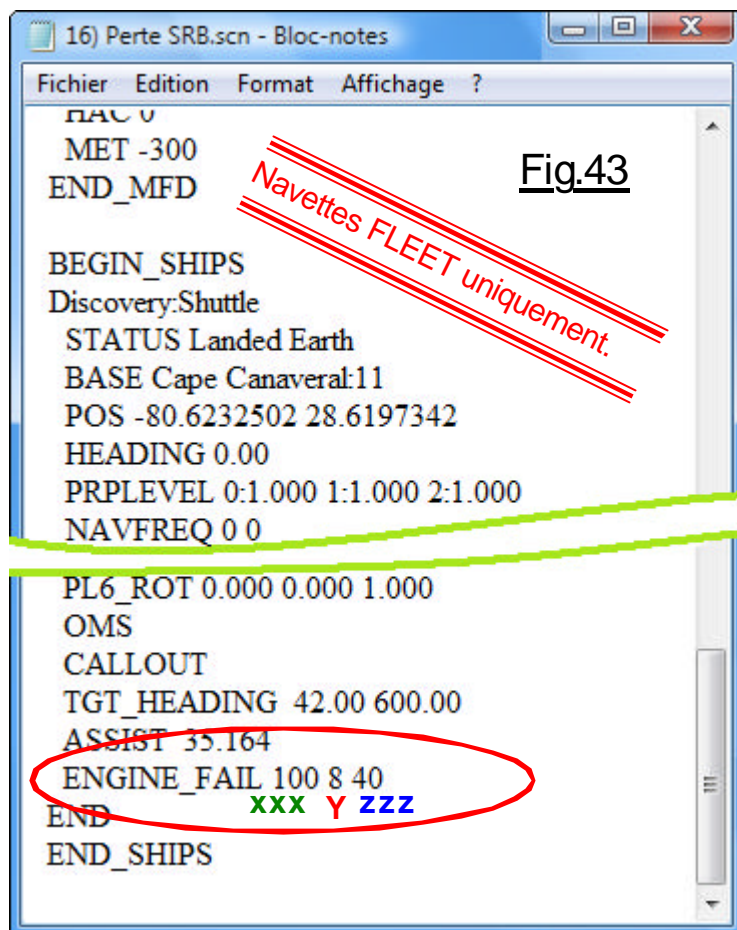 16) Perte SRB.scn - Bloc-notes
Fichier Edition Format Affichage ?
HAC 0
MET -300
END_MFD
Fig.43
Navettes FLEET uniquement.
BEGIN_SHIPS
Discovery:Shuttle
STATUS Landed Earth
BASE Cape Canaveral:11
POS -80.6232502 28.6197342
HEADING 0.00
PRPLEVEL 0:1.000 1:1.000 2:1.000
NAVFREQ 0 0
PL6_ROT 0.000 0.000 1.000
OMS
CALLOUT
TGT_HEADING 42.00 600.00
ASSIST 35.164
ENGINE_FAIL 100 8 40
xxx Y zzz
END
END_SHIPS